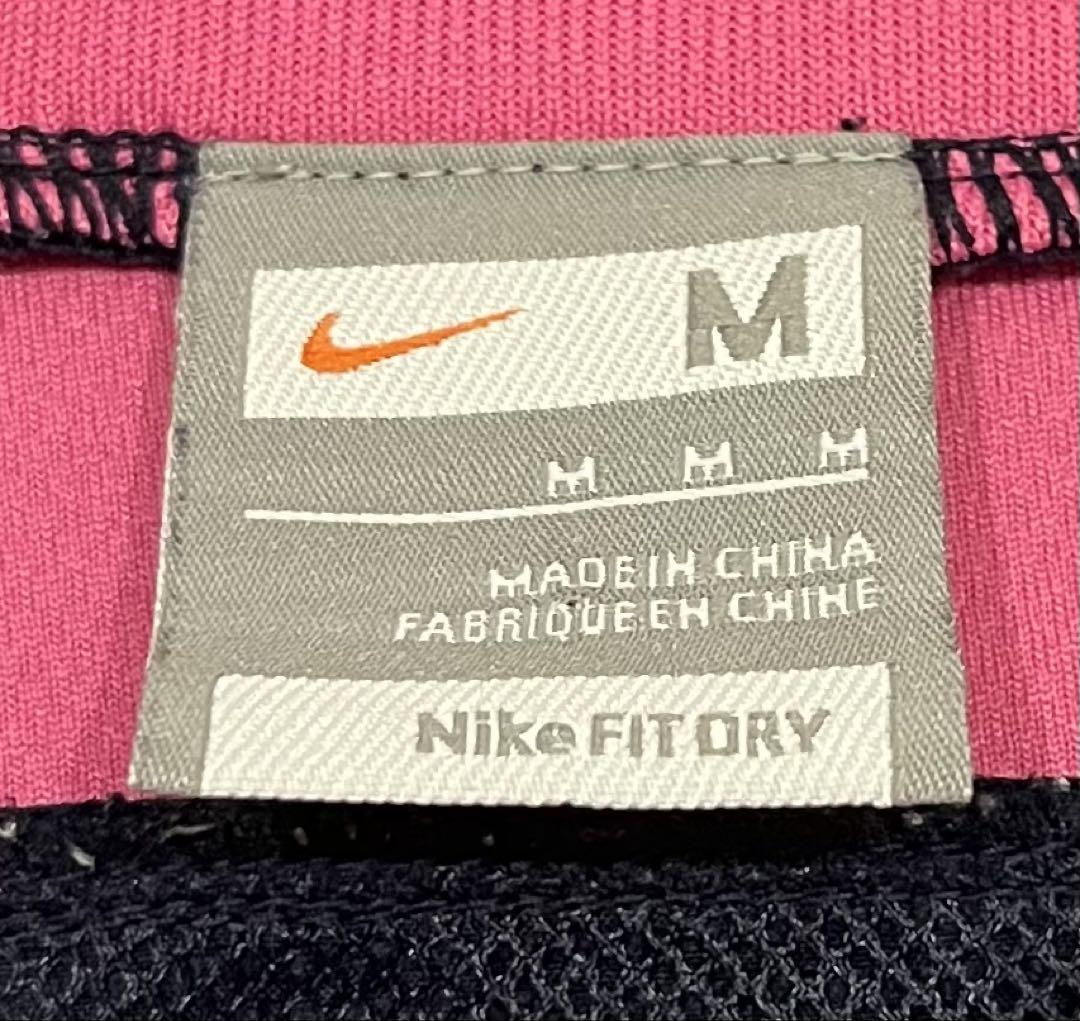 M
M M M
MADE IN CHINA
FABRIQUE EN CHINE
Nike FIT DRY